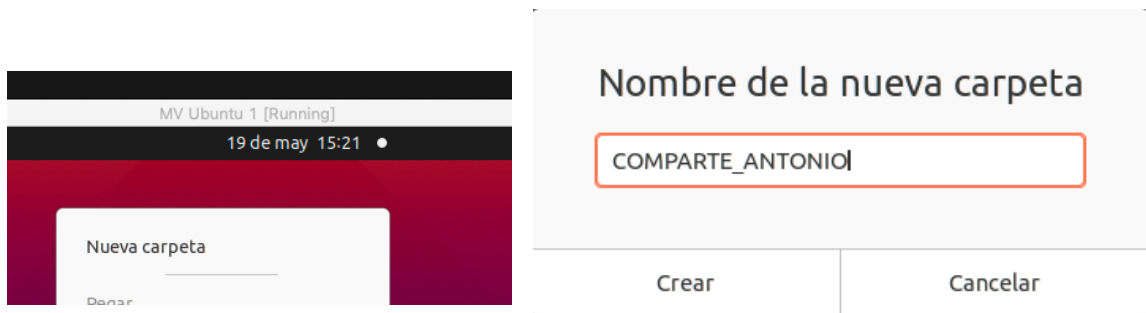 MV Ubuntu 1 [Running]
19 de may 15:21
Nueva carpeta
Pegar
Nombre de la nueva carpeta
COMPARTE_ANTONIO
Crear
Cancelar